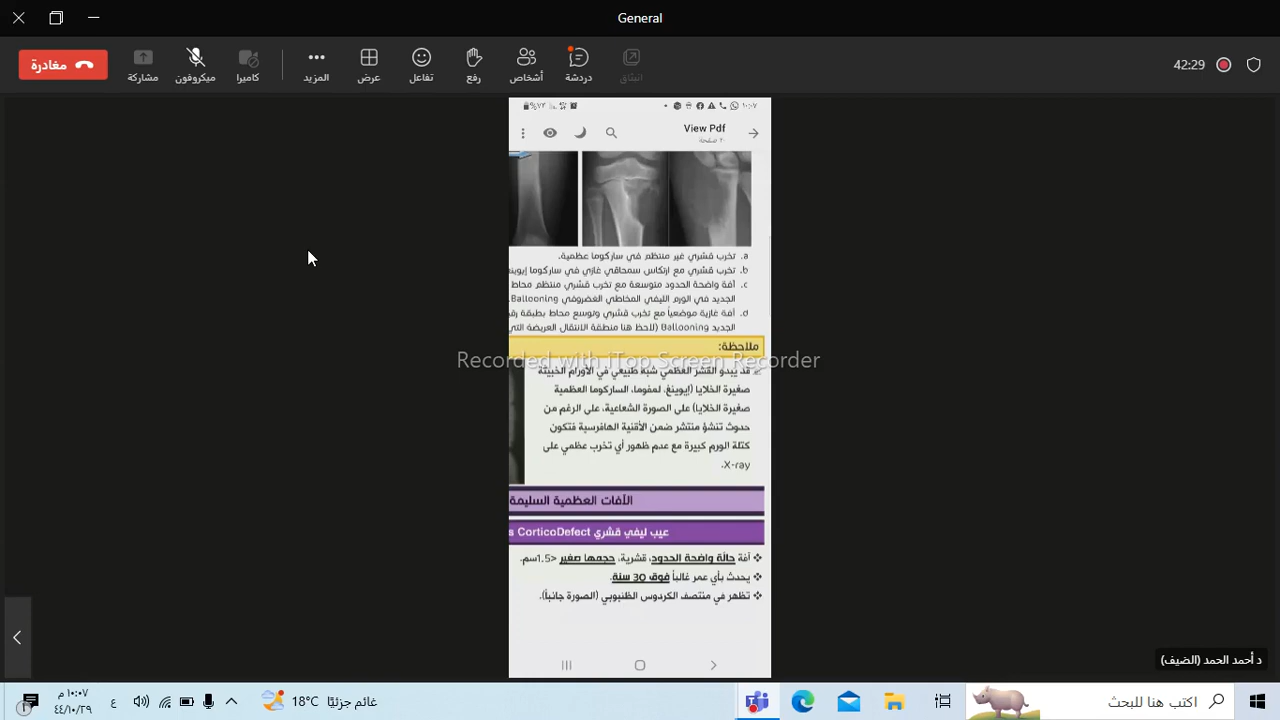 General
مغادرة
مشاركة
ميكروفون
كاميرا
المزيد
عرض
تفاعل
رفع
أشخاص
دردشة
انبثاق
42:29
١٠:٠٧
View Pdf
a. تخرب قشري غير منتظم في ساركوما عظمية.
b. تخرب قشري مع ارتكاس سمحاقي غازي في ساركوما إيوينغ
c. آفة واضحة الحدود متوسعة مع تخرب قشري منتظم محاط
الجديد في الورم الليفي المخاطي الغضروفي Ballooning.
d. آفة غازية موضعياً مع تخرب قشري وتوسع محاط بطبقة رق
الجديد Ballooning (لاحظ هنا منطقة الانتقال العريضة التي
ملاحظة:
Recorded with iTop Screen Recorder
قد يبدو القشر العظمي شبه طبيعي في الأورام الخبيثة
صغيرة الخلايا (إيوينغ، لمفوما، الساركوما العظمية
صغيرة الخلايا) على الصورة الشعاعية، على الرغم من
حدوث تنشؤ منتشر ضمن الأقنية الهافرسية فتكون
كتلة الورم كبيرة مع عدم ظهور أي تخرب عظمي على
X-ray.
الآفات العظمية السليمة
عيب ليفي قشري s CorticoDefect
❖ آفة حالّة واضحة الحدود، قشرية، حجمها صغير <1,5سم.
❖ يحدث بأي عمر غالباً فوق 30 سنة.
❖ تظهر في منتصف الكردوس الظنبوبي (الصورة جانباً).
د أحمد الحمد (الضيف)
١٠:٠٧
٤٤/١٠/٢٩
ع
18°C غائم جزئيًا
اكتب هنا للبحث